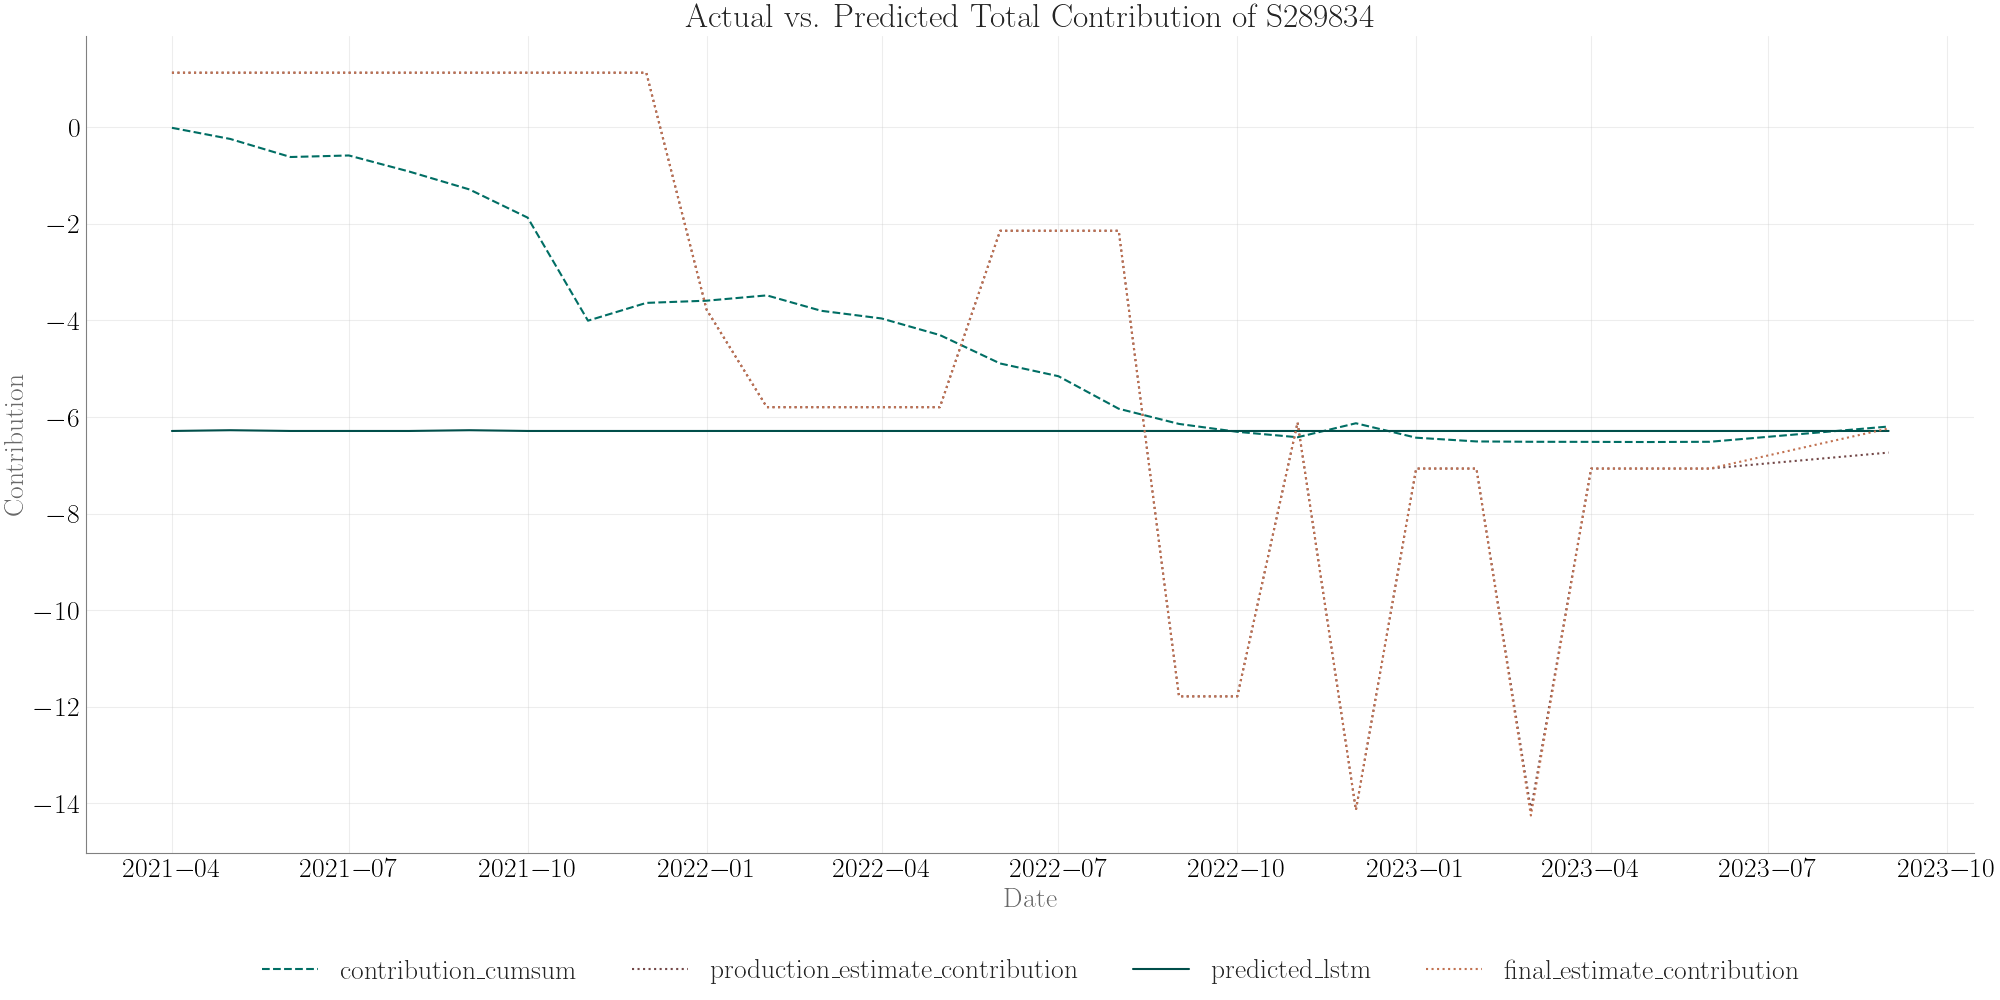 Actual vs. Predicted Total Contribution of S289834
Contribution
0
−2
−4
−6
−8
−10
−12
−14
2021−04 2021−07 2021−10 2022−01 2022−04 2022−07 2022−10 2023−01 2023−04 2023−07 2023−10
Date
contribution_cumsum production_estimate_contribution predicted_lstm final_estimate_contribution